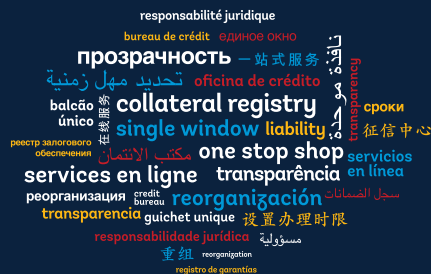 responsabilité juridique
bureau de crédit
единое окно
نافذة موحدة
прозрачность
一站式服务
transparency
تحديد مهل زمنية
oficina de crédito
balcão único
在线服务
collateral registry
сроки
single window
liability
征信中心
реестр залогового обеспечения
مكتب الائتمان
one stop shop
servicios en línea
services en ligne
transparência
реорганизация
credit bureau
reorganización
سجل الضمانات
transparencia
guichet unique
设置办理时限
responsabilidade jurídica
مسؤولية
重组
reorganization
registro de garantías